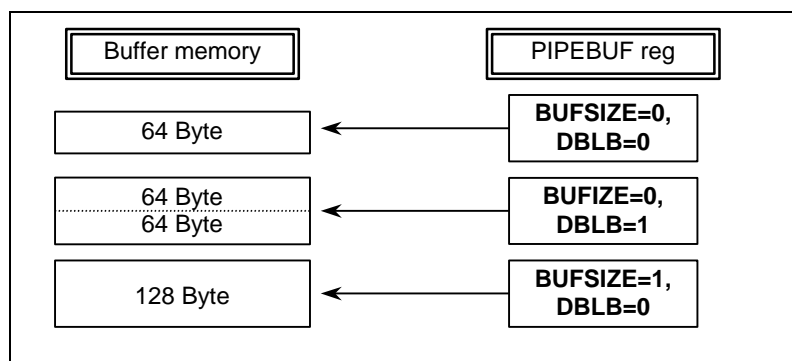 Buffer memory
PIPEBUF reg
64 Byte
BUFSIZE=0,
DBLB=0
64 Byte
64 Byte
BUFIZE=0,
DBLB=1
128 Byte
BUFSIZE=1,
DBLB=0